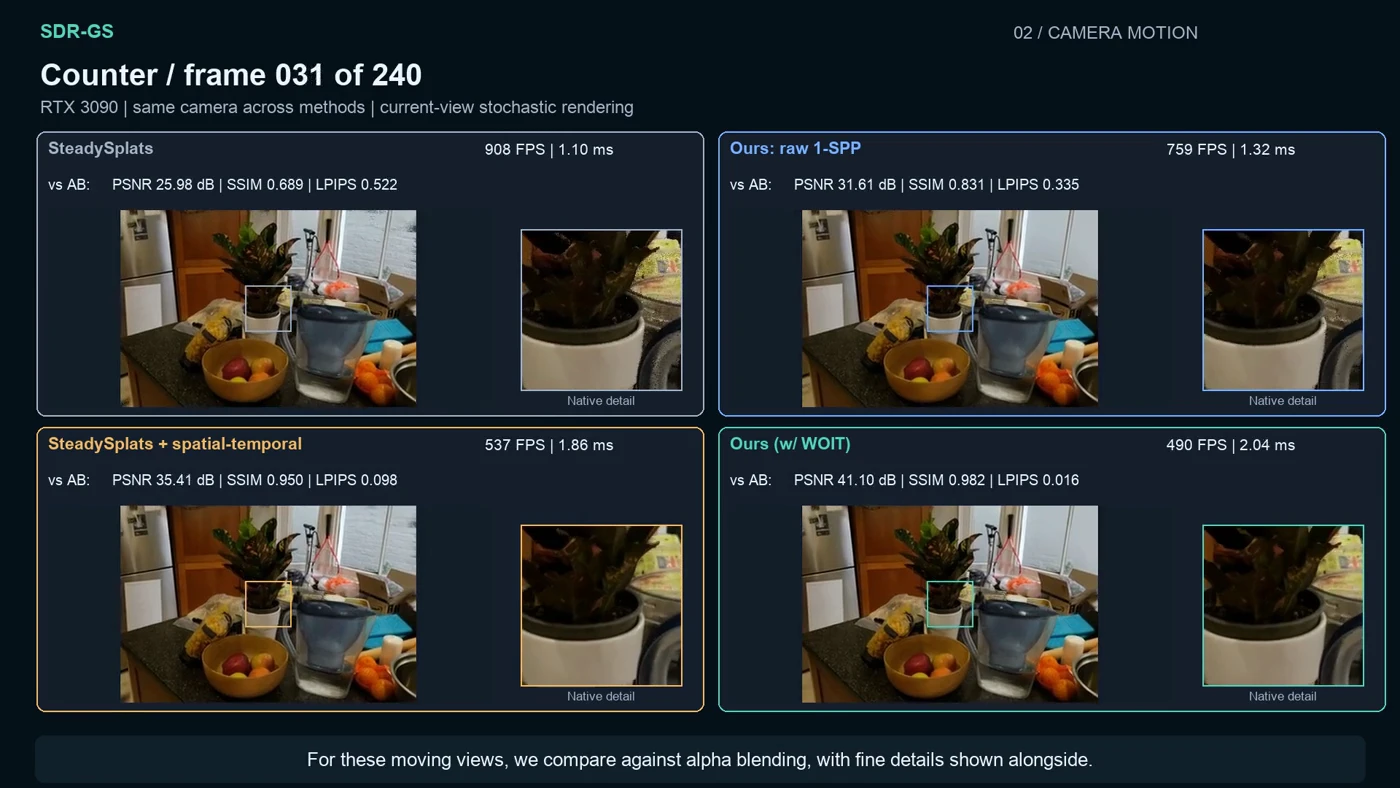 SDR-GS
02 / CAMERA MOTION
Counter / frame 031 of 240
RTX 3090 | same camera across methods | current-view stochastic rendering
SteadySplats
908 FPS | 1.10 ms
vs AB: PSNR 25.98 dB | SSIM 0.689 | LPIPS 0.522
Native detail
Ours: raw 1-SPP
759 FPS | 1.32 ms
vs AB: PSNR 31.61 dB | SSIM 0.831 | LPIPS 0.335
Native detail
SteadySplats + spatial-temporal
537 FPS | 1.86 ms
vs AB: PSNR 35.41 dB | SSIM 0.950 | LPIPS 0.098
Native detail
Ours (w/ WOIT)
490 FPS | 2.04 ms
vs AB: PSNR 41.10 dB | SSIM 0.982 | LPIPS 0.016
Native detail
For these moving views, we compare against alpha blending, with fine details shown alongside.